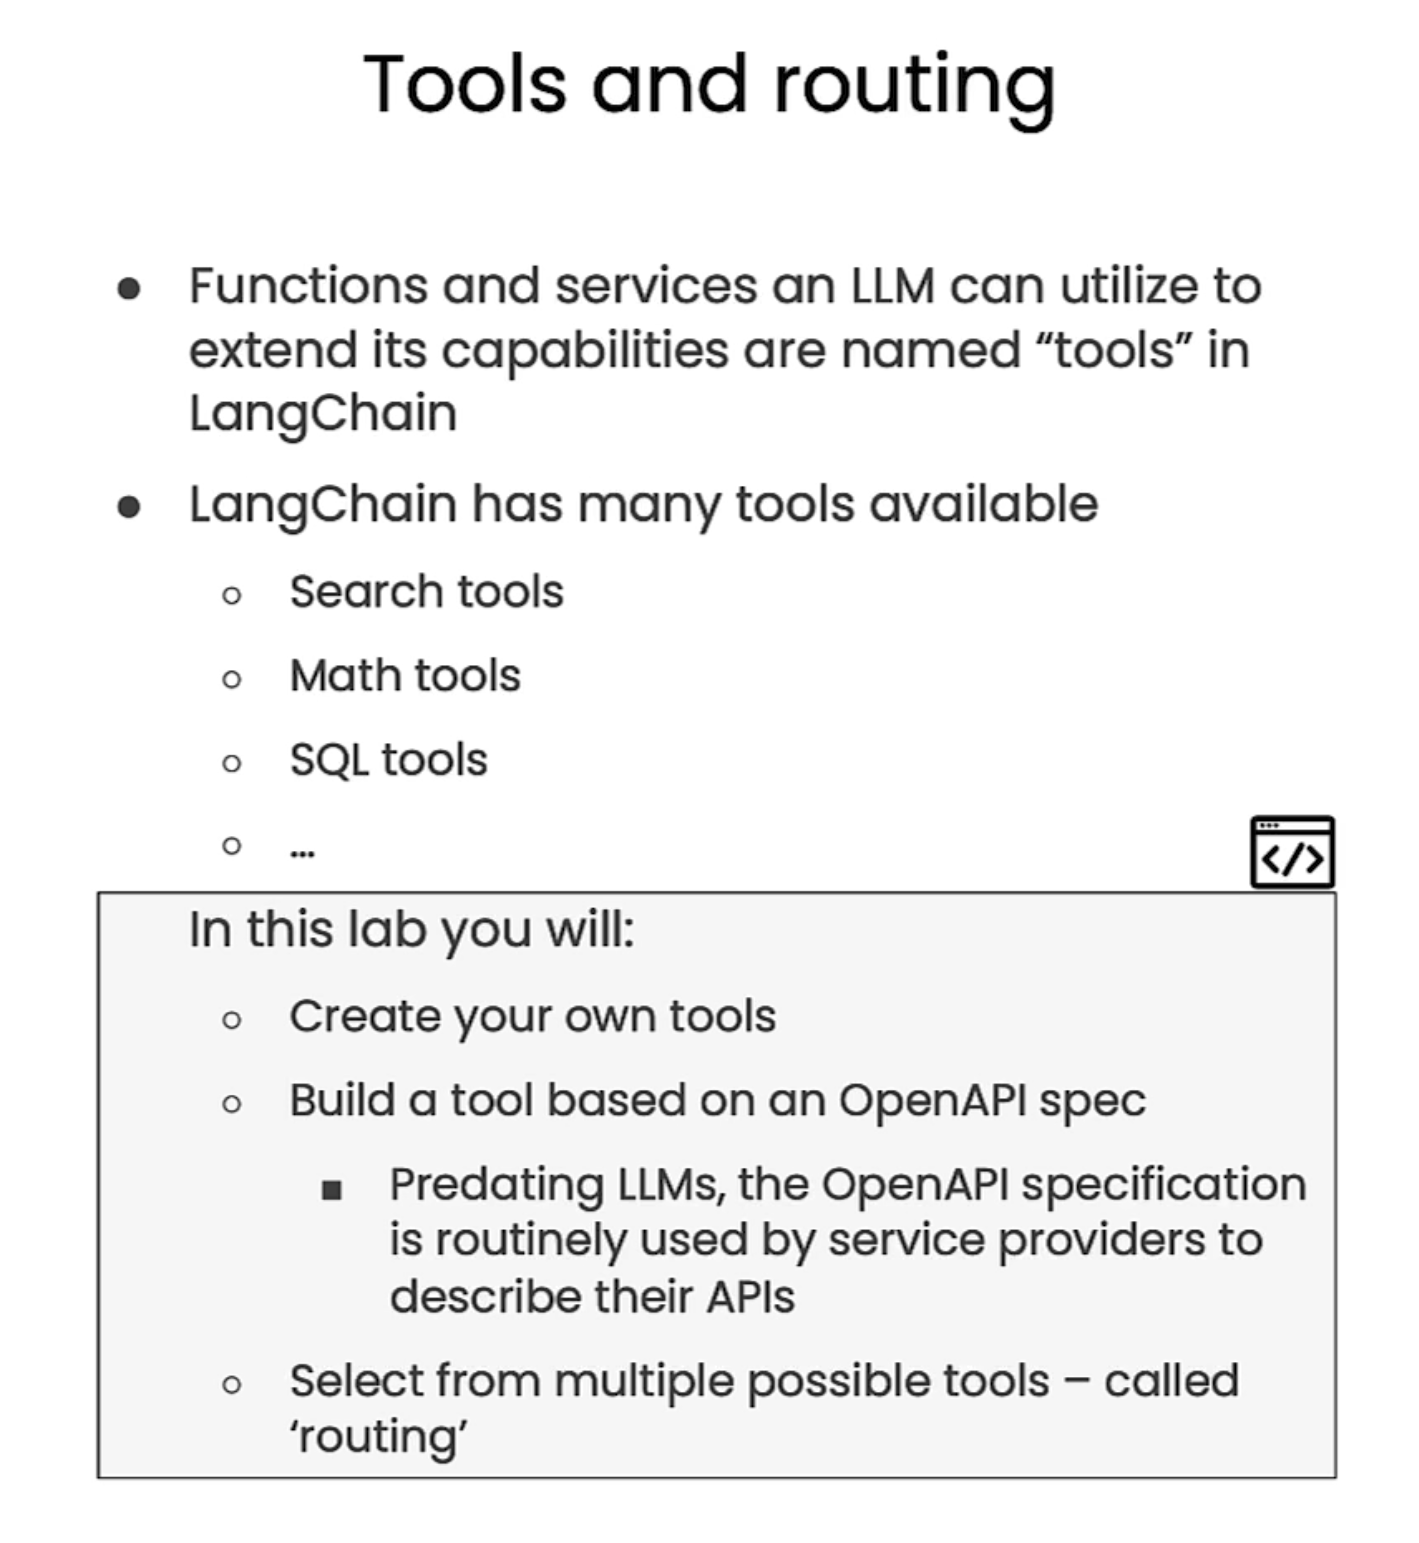 Tools and routing
● Functions and services an LLM can utilize to
extend its capabilities are named “tools” in
LangChain
● LangChain has many tools available
○ Search tools
○ Math tools
○ SQL tools
○ …
</>
In this lab you will:
○ Create your own tools
○ Build a tool based on an OpenAPI spec
■ Predating LLMs, the OpenAPI specification
is routinely used by service providers to
describe their APIs
○ Select from multiple possible tools – called
‘routing’